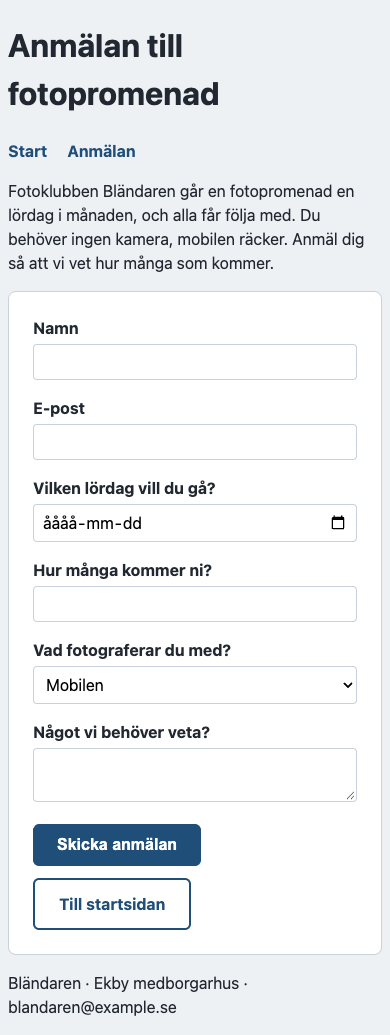 Anmälan till
fotopromenad
Start Anmälan
Fotoklubben Bländaren går en fotopromenad en
lördag i månaden, och alla får följa med. Du
behöver ingen kamera, mobilen räcker. Anmäl dig
så att vi vet hur många som kommer.
Namn
E-post
Vilken lördag vill du gå?
åååå-mm-dd
Hur många kommer ni?
Vad fotograferar du med?
Mobilen
Något vi behöver veta?
Skicka anmälan
Till startsidan
Bländaren · Ekby medborgarhus ·
blandaren@example.se